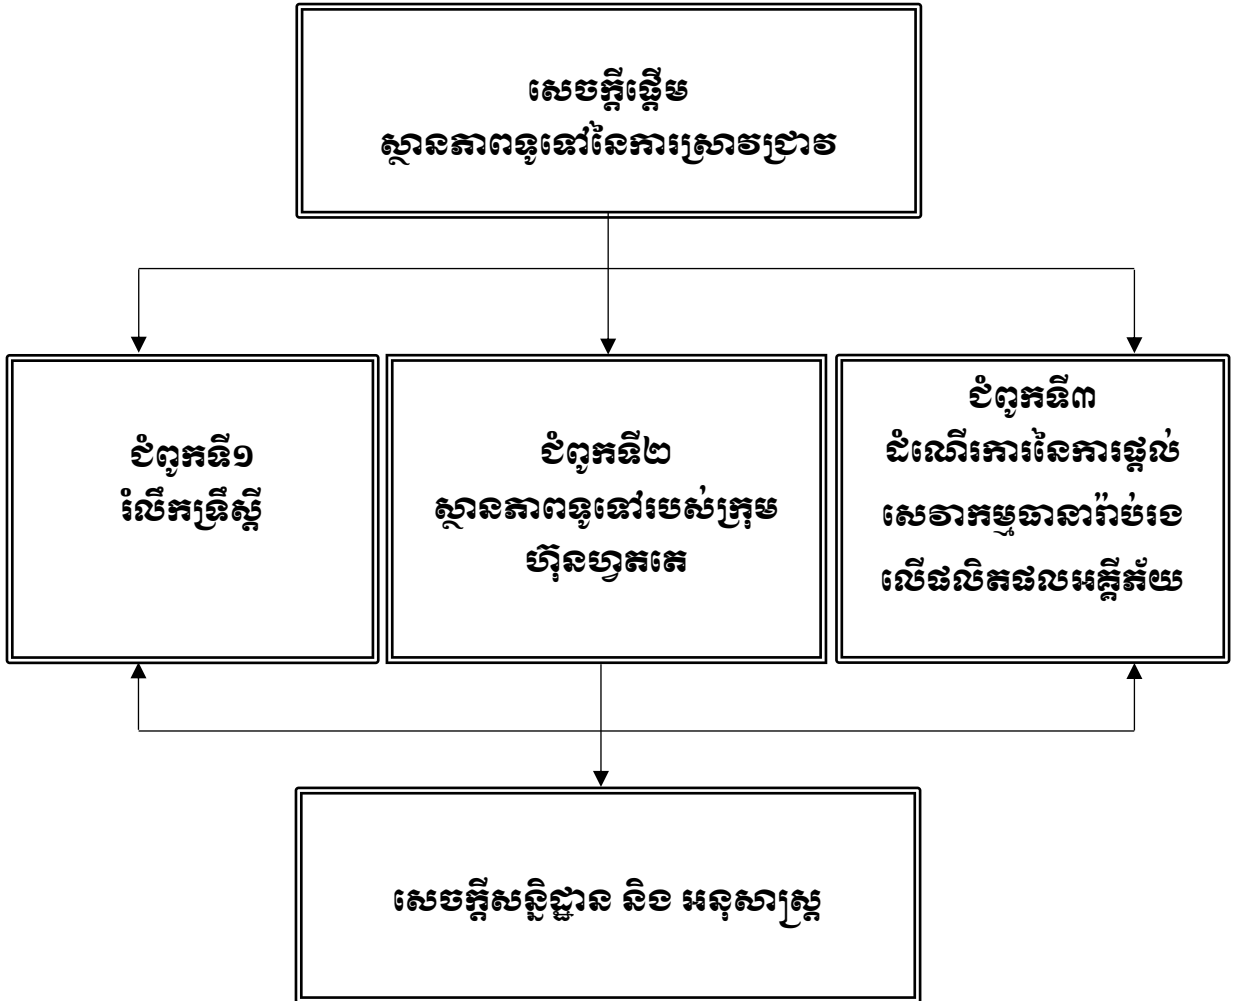 សេចក្តីផ្តើម
ស្ថានភាពទូទៅនៃការស្រាវជ្រាវ
ជំពូកទី១
រំលឹកទ្រឹស្តី
ជំពូកទី២
ស្ថានភាពទូទៅរបស់ក្រុម
ហ៊ុនហ្វតតេ
ជំពូកទី៣
ដំណើរការនៃការផ្តល់
សេវាកម្មធានារ៉ាប់រង
លើផលិតផលអគ្គីភ័យ
សេចក្តីសន្និដ្ឋាន និង អនុសាស្ត្រ